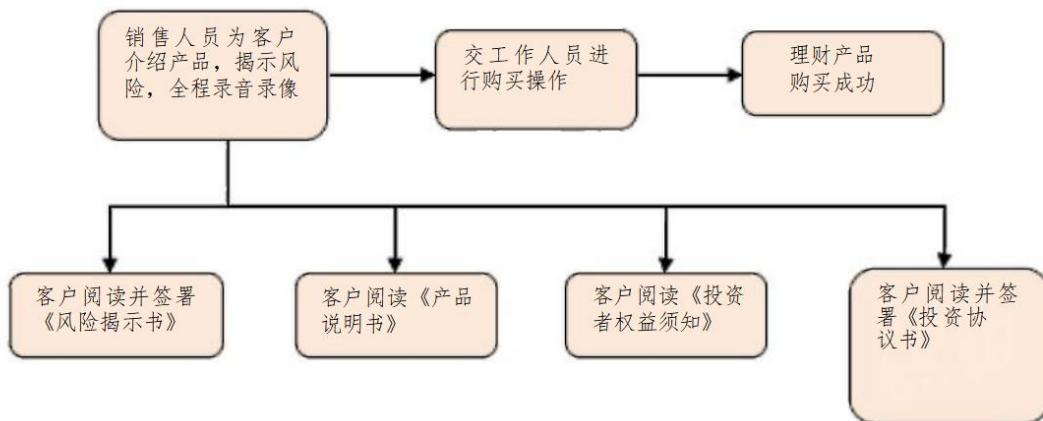 销售人员为客户
介绍产品，揭示风
险，全程录音录像
交工作人员进
行购买操作
理财产品
购买成功
客户阅读并签署
《风险揭示书》
客户阅读《产品
说明书》
客户阅读《投资
者权益须知》
客户阅读并签
署《投资协
议书》